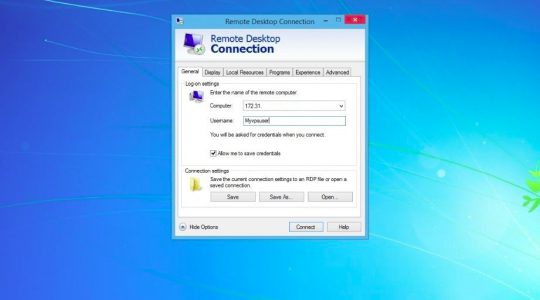 Remote Desktop Connection
Remote Desktop
Connection
General Display Local Resources Programs Experience Advanced
Log-on settings
Enter the name of the remote computer.
Computer: 172.31.
Username: Myvpsuser
You will be asked for credentials when you connect.
Allow me to save credentials
Connection settings
Save the current connection settings to an RDP file or open a
saved connection.
Save Save As... Open...
Hide Options Connect Help